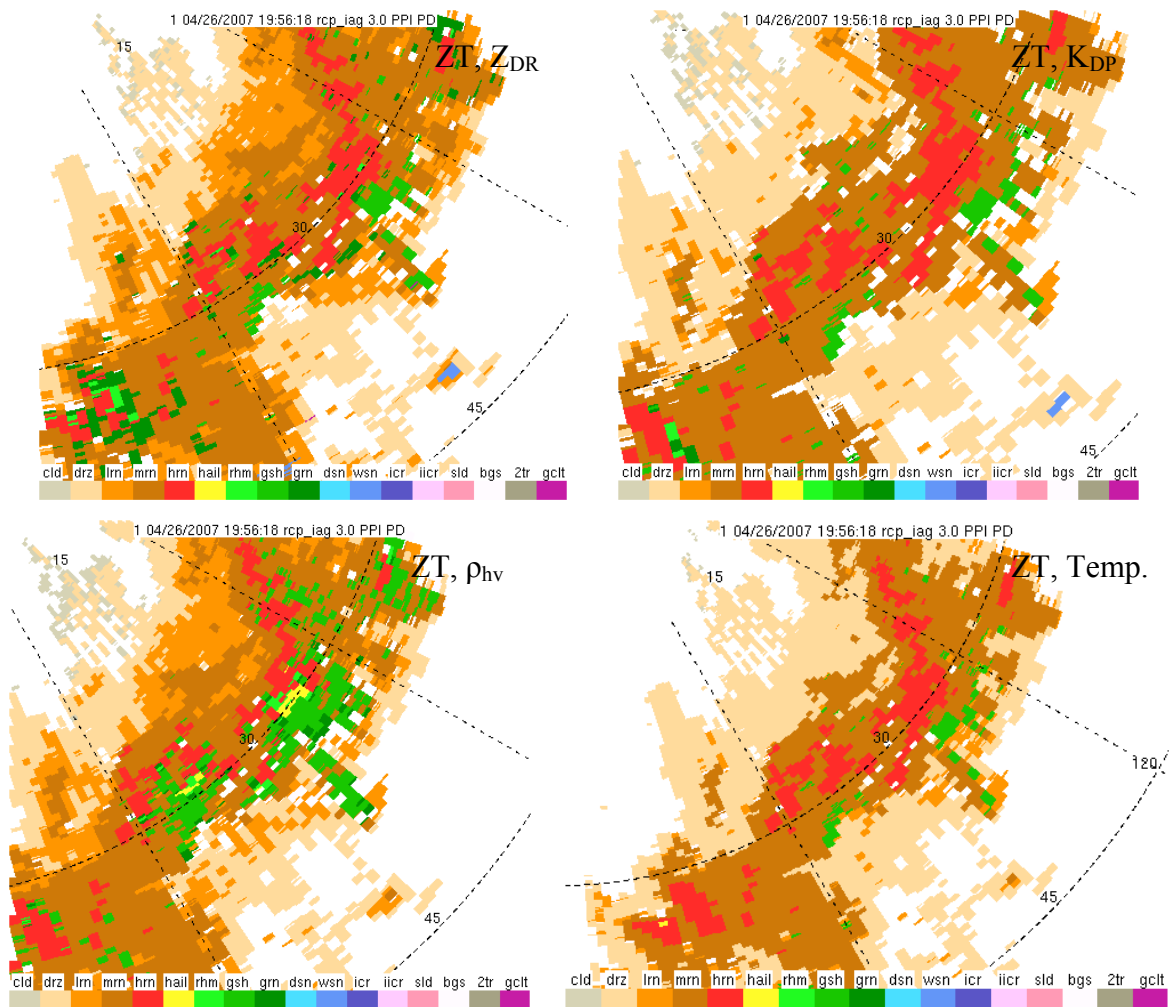 1 04/26/2007 19:56:18 rcp_iag 3.0 PPI PD
15
ZT, ZDR
30
45
cld drz lrn mrn hrn hail rhm gsh grn dsn wsn icr iicr sld bgs 2tr gclt
1 04/26/2007 19:56:18 rcp_iag 3.0 PPI PD
15
ZT, KDP
30
45
cld drz lrn mrn hrn hail rhm gsh grn dsn wsn icr iicr sld bgs 2tr gclt
1 04/26/2007 19:56:18 rcp_iag 3.0 PPI PD
15
ZT, ρhv
30
45
cld drz lrn mrn hrn hail rhm gsh grn dsn wsn icr iicr sld bgs 2tr gclt
1 04/26/2007 19:56:18 rcp_iag 3.0 PPI PD
15
ZT, Temp.
30
120
45
cld drz lrn mrn hrn hail rhm gsh grn dsn wsn icr iicr sld bgs 2tr gclt